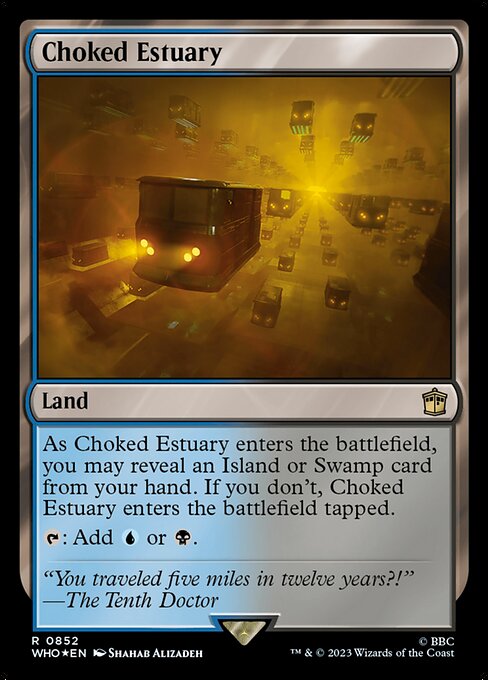 Choked Estuary
Land
As Choked Estuary enters the battlefield,
you may reveal an Island or Swamp card
from your hand. If you don't, Choked
Estuary enters the battlefield tapped.
: Add or .
“You traveled five miles in twelve years?!”
—The Tenth Doctor
R 0852
WHO★EN Shahab Alizadeh
© BBC
™ & © 2023 Wizards of the Coast